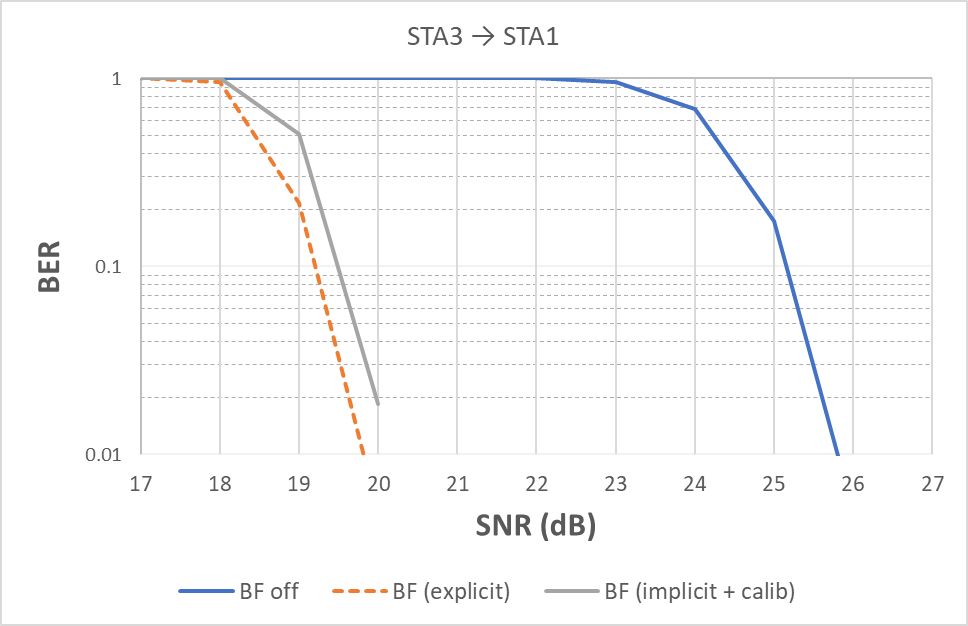 STA3 → STA1
1
0.1
0.01
BER
17 18 19 20 21 22 23 24 25 26 27
SNR (dB)
BF off BF (explicit) BF (implicit + calib)